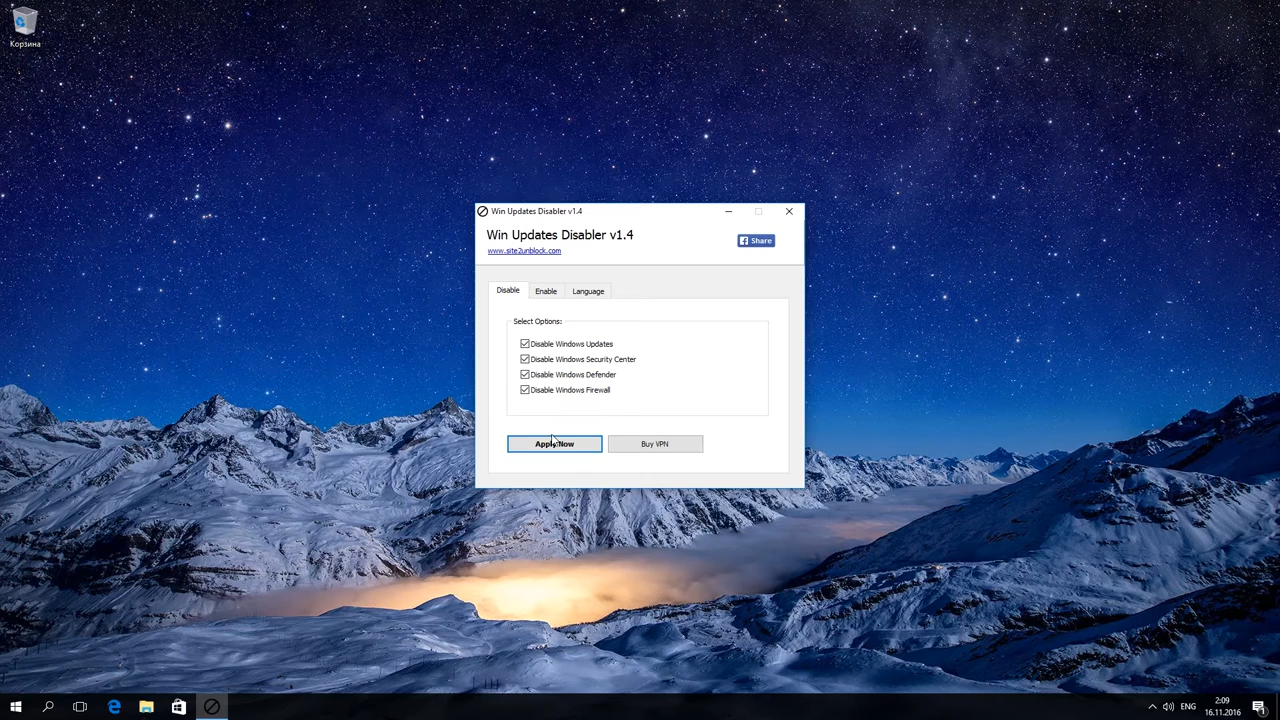 Корзина
Win Updates Disabler v1.4
Win Updates Disabler v1.4
Share
www.site2unblock.com
Disable Enable Language
Select Options:
Disable Windows Updates
Disable Windows Security Center
Disable Windows Defender
Disable Windows Firewall
Apply Now Buy VPN
2:09
ENG
16.11.2016
1